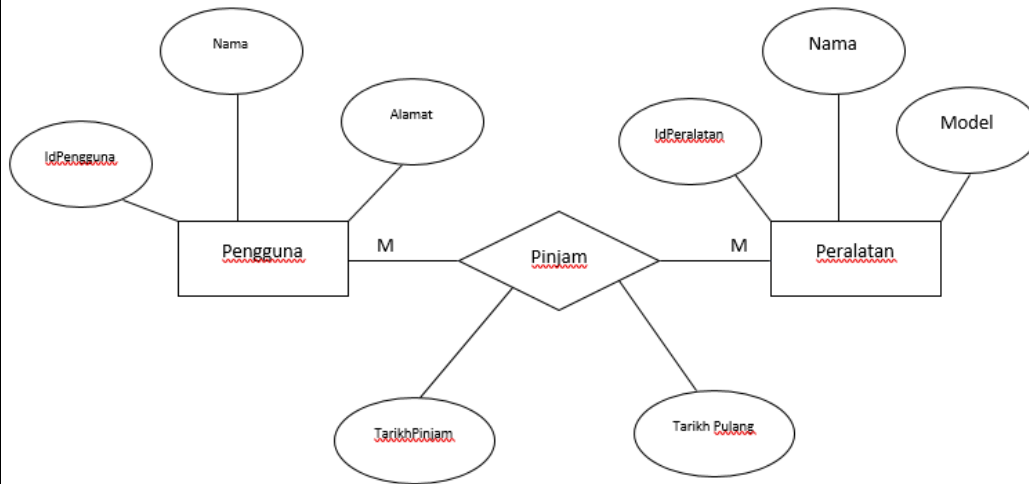 Nama
Nama
Alamat
Model
IdPeralatan
IdPengguna
Pengguna
M
Pinjam
M
Peralatan
TarikhPinjam
Tarikh Pulang